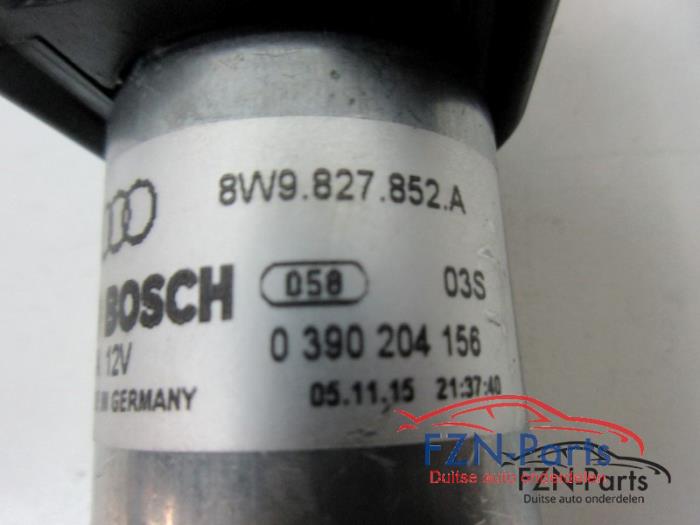 8W9.827.852.A
BOSCH
058
03S
12V
0 390 204 156
GERMANY
05.11.15 21:37:40
FZN-Parts
Duitse auto onderdelen
FZN-Parts
Duitse auto onderdelen